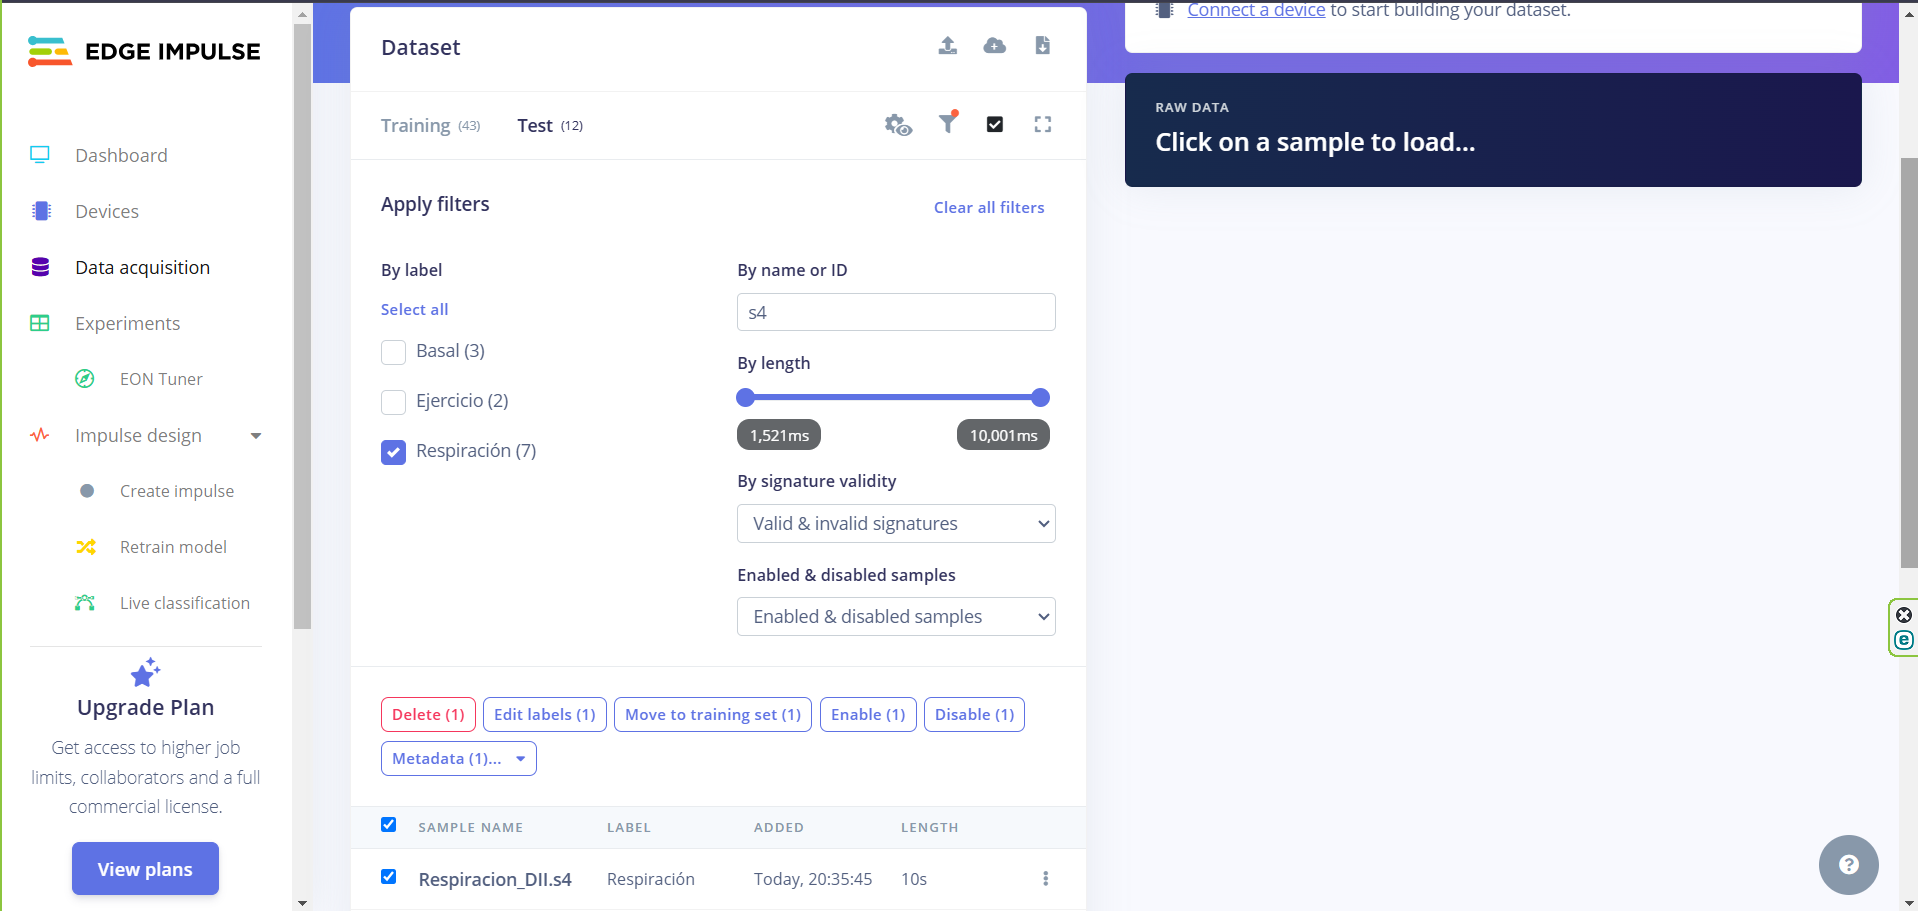 EDGE IMPULSE
Dashboard
Devices
Data acquisition
Experiments
EON Tuner
Impulse design
Create impulse
Retrain model
Live classification
Upgrade Plan
Get access to higher job
limits, collaborators and a full
commercial license.
View plans
Dataset
Training (43)
Test (12)
Apply filters
Clear all filters
By label
Select all
Basal (3)
Ejercicio (2)
Respiración (7)
By name or ID
s4
By length
1,521ms
10,001ms
By signature validity
Valid & invalid signatures
Enabled & disabled samples
Enabled & disabled samples
Delete (1)
Edit labels (1)
Move to training set (1)
Enable (1)
Disable (1)
Metadata (1)...
SAMPLE NAME LABEL ADDED LENGTH
Respiracion_DII.s4 Respiración Today, 20:35:45 10s
Connect a device to start building your dataset.
RAW DATA
Click on a sample to load...